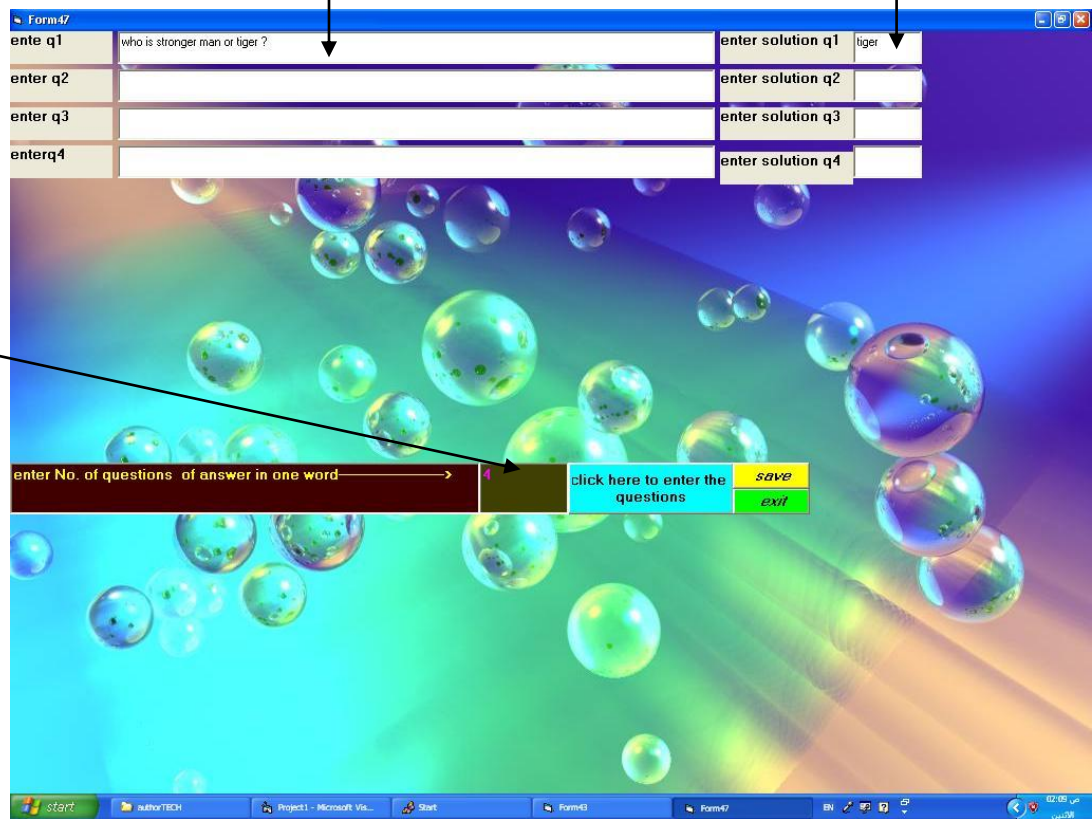 Form47
ente q1
who is stronger man or tiger ?
enter solution q1
tiger
enter q2
enter solution q2
enter q3
enter solution q3
enterq4
enter solution q4
enter No. of questions of answer in one word
4
click here to enter the
questions
save
exit
start
authorTECH
Project1 - Microsoft Vis...
Start
Form43
Form47
EN
02:09 ص
الاثنين